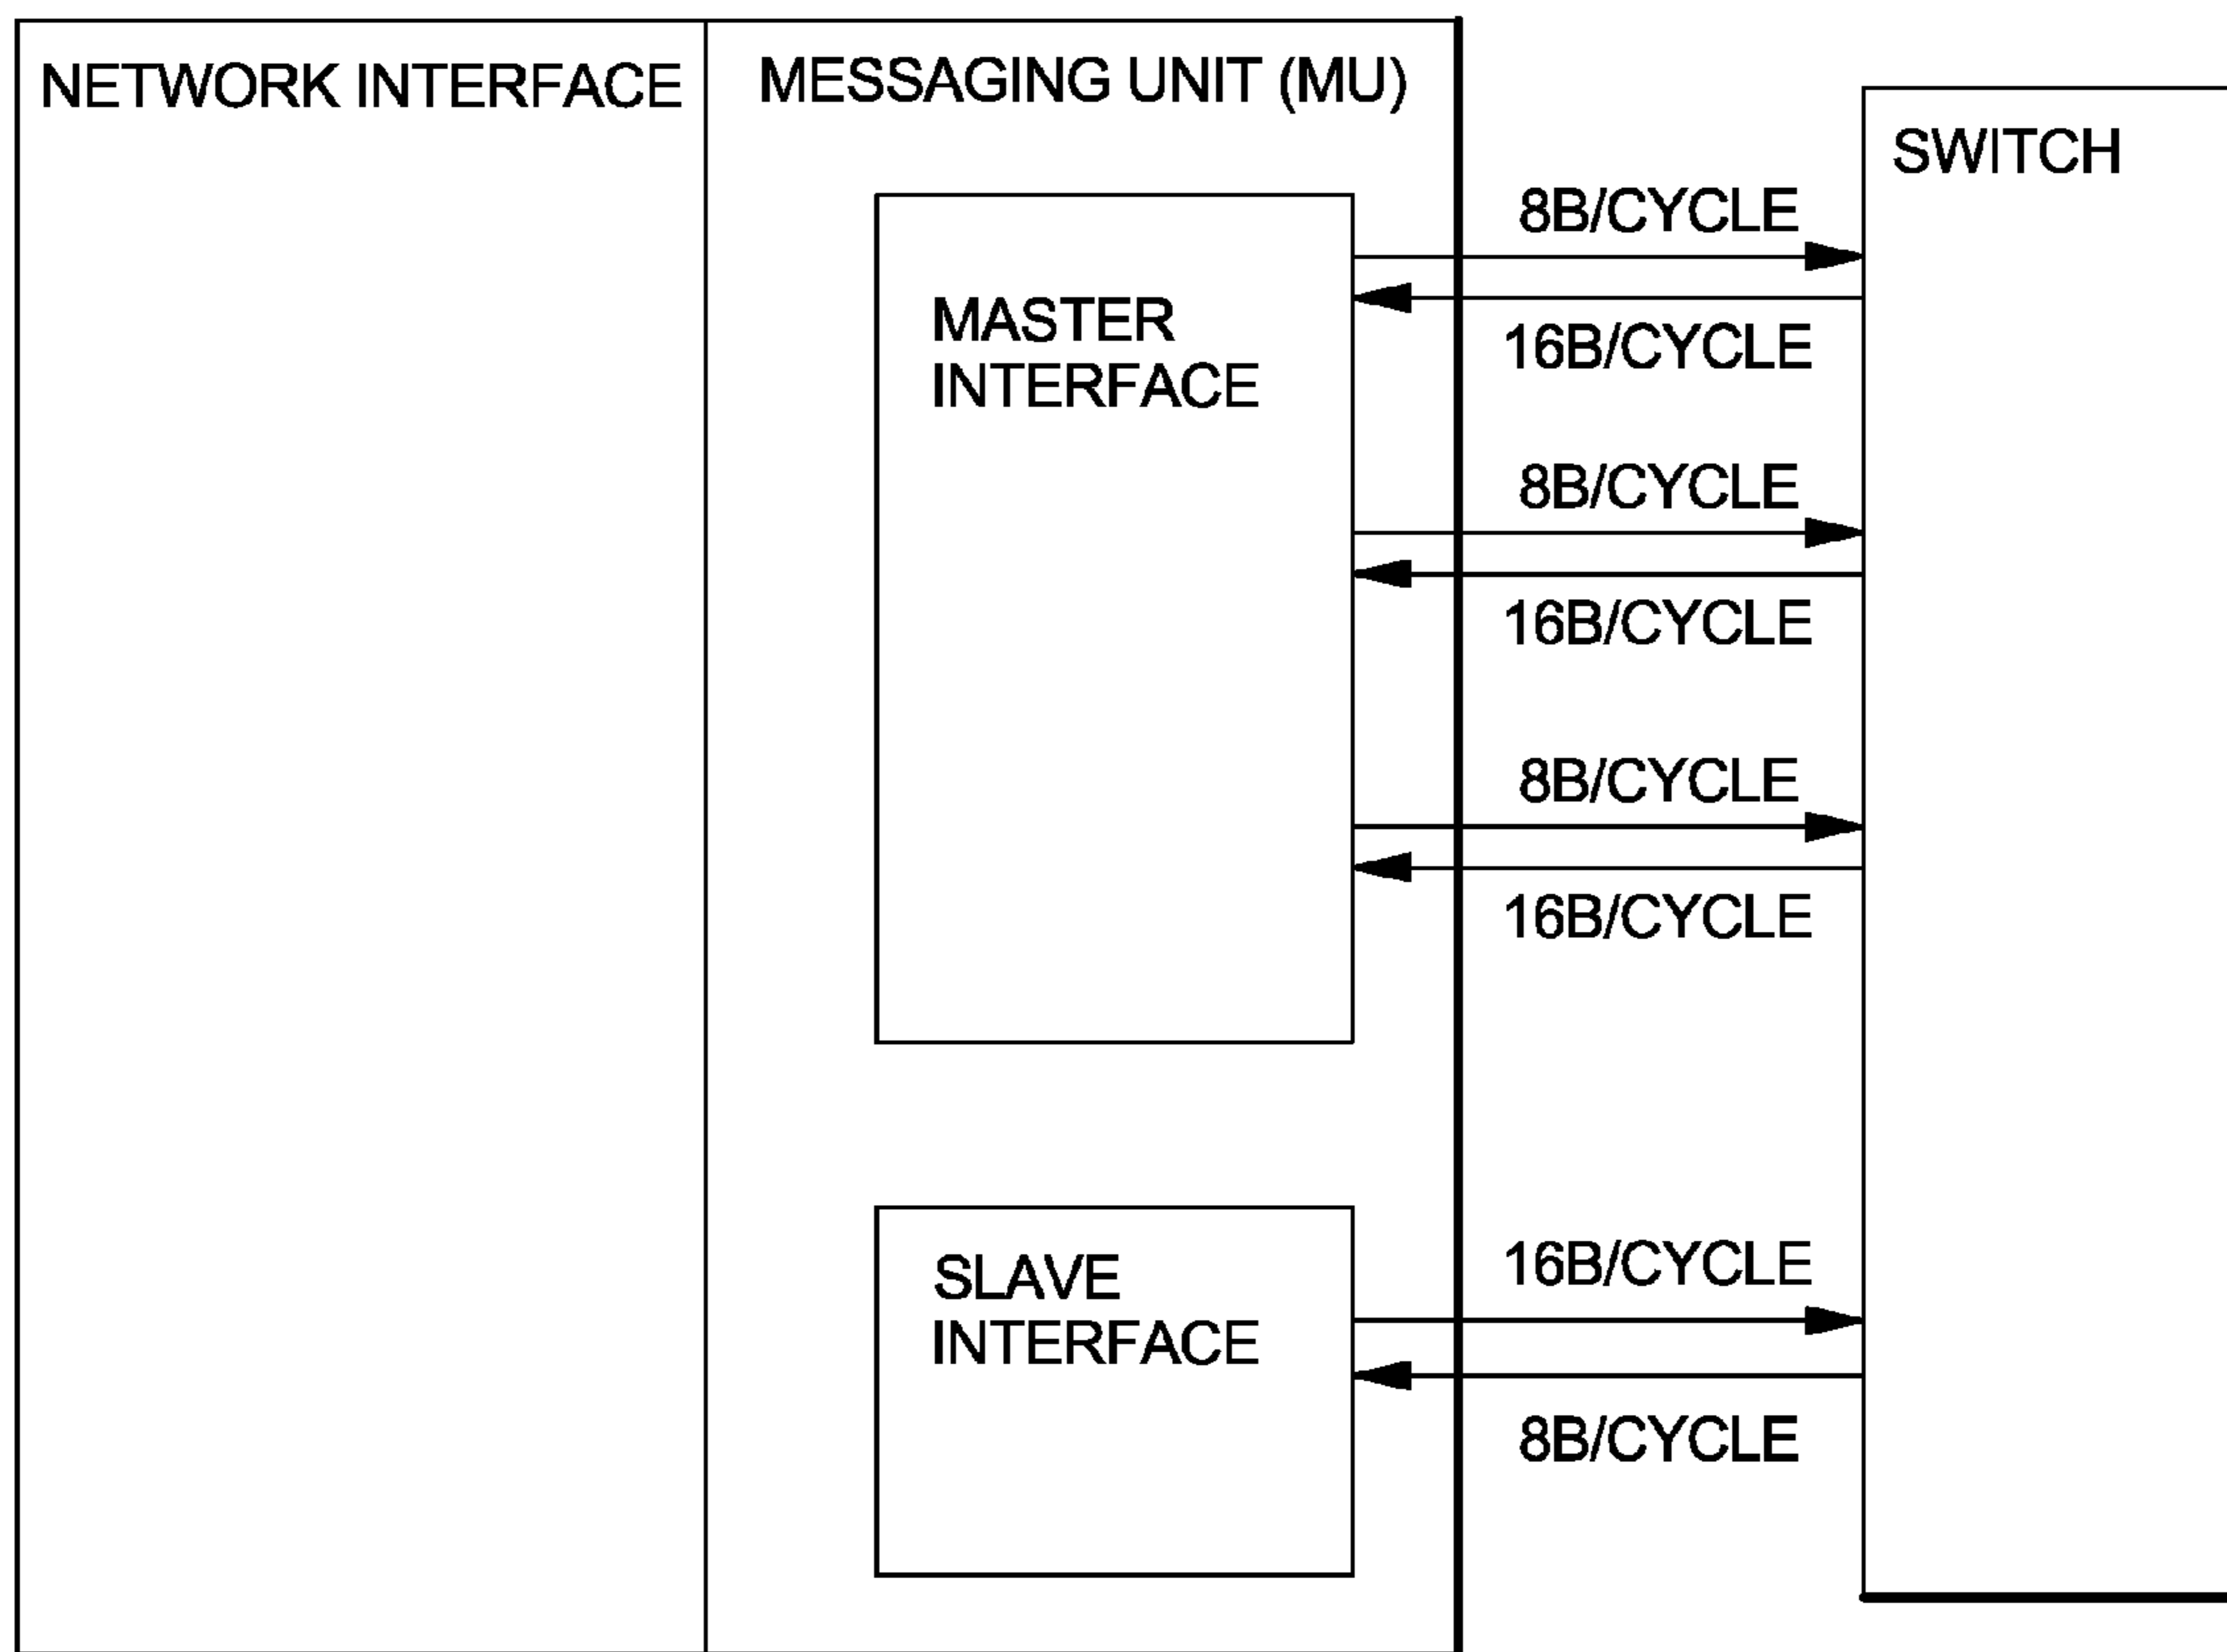 NETWORK INTERFACE
MESSAGING UNIT (MU)
SWITCH
MASTER
INTERFACE
8B/CYCLE
16B/CYCLE
8B/CYCLE
16B/CYCLE
8B/CYCLE
16B/CYCLE
SLAVE
INTERFACE
16B/CYCLE
8B/CYCLE